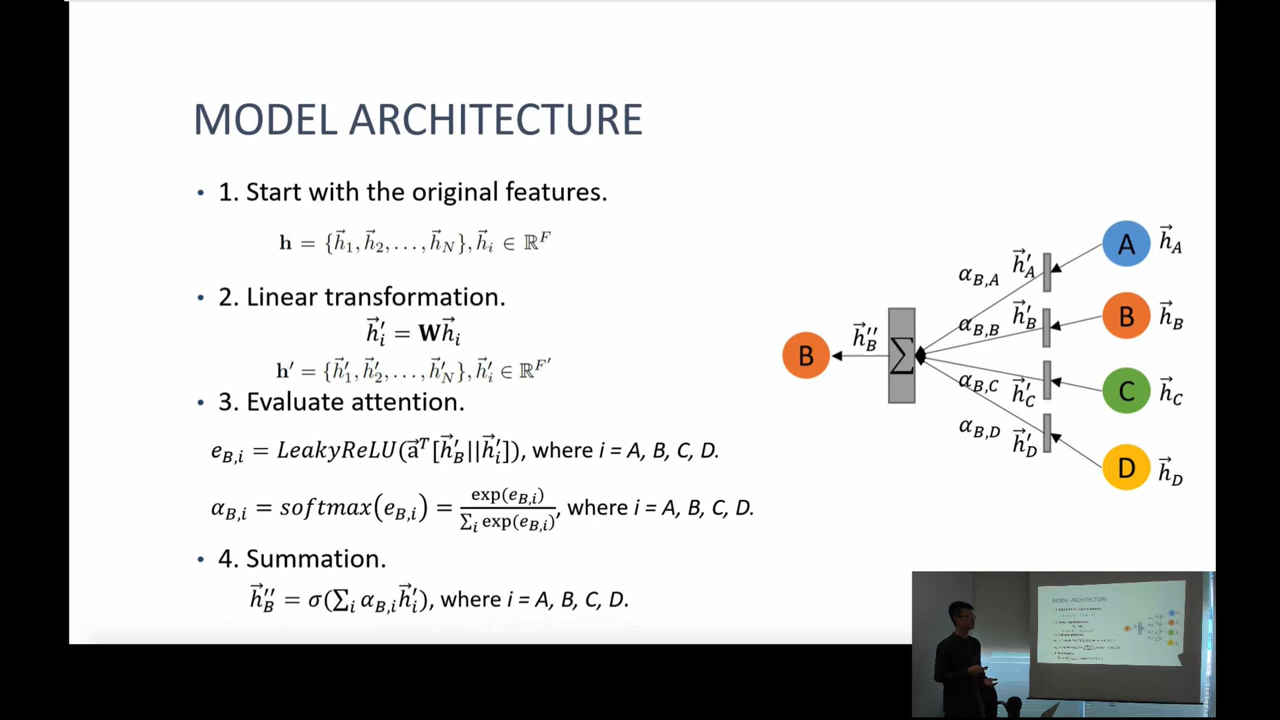 MODEL ARCHITECTURE
• 1. Start with the original features.
h = {h⃗₁, h⃗₂, . . . , h⃗_N}, h⃗ᵢ ∈ ℝ^F
• 2. Linear transformation.
h⃗ᵢ′ = Wh⃗ᵢ
h′ = {h⃗₁′, h⃗₂′, . . . , h⃗_N′}, h⃗ᵢ′ ∈ ℝ^F′
• 3. Evaluate attention.
e_B,i = LeakyReLU(a⃗^T[h⃗_B′||h⃗ᵢ′]), where i = A, B, C, D.
α_B,i = softmax(e_B,i) = exp(e_B,i) / ∑ᵢ exp(e_B,i), where i = A, B, C, D.
• 4. Summation.
h⃗_B″ = σ(∑ᵢ α_B,i h⃗ᵢ′), where i = A, B, C, D.
B
h⃗_B″
∑
α_B,A h⃗_A′
A h⃗_A
α_B,B h⃗_B′
B h⃗_B
α_B,C h⃗_C′
C h⃗_C
α_B,D h⃗_D′
D h⃗_D
MODEL ARCHITECTURE